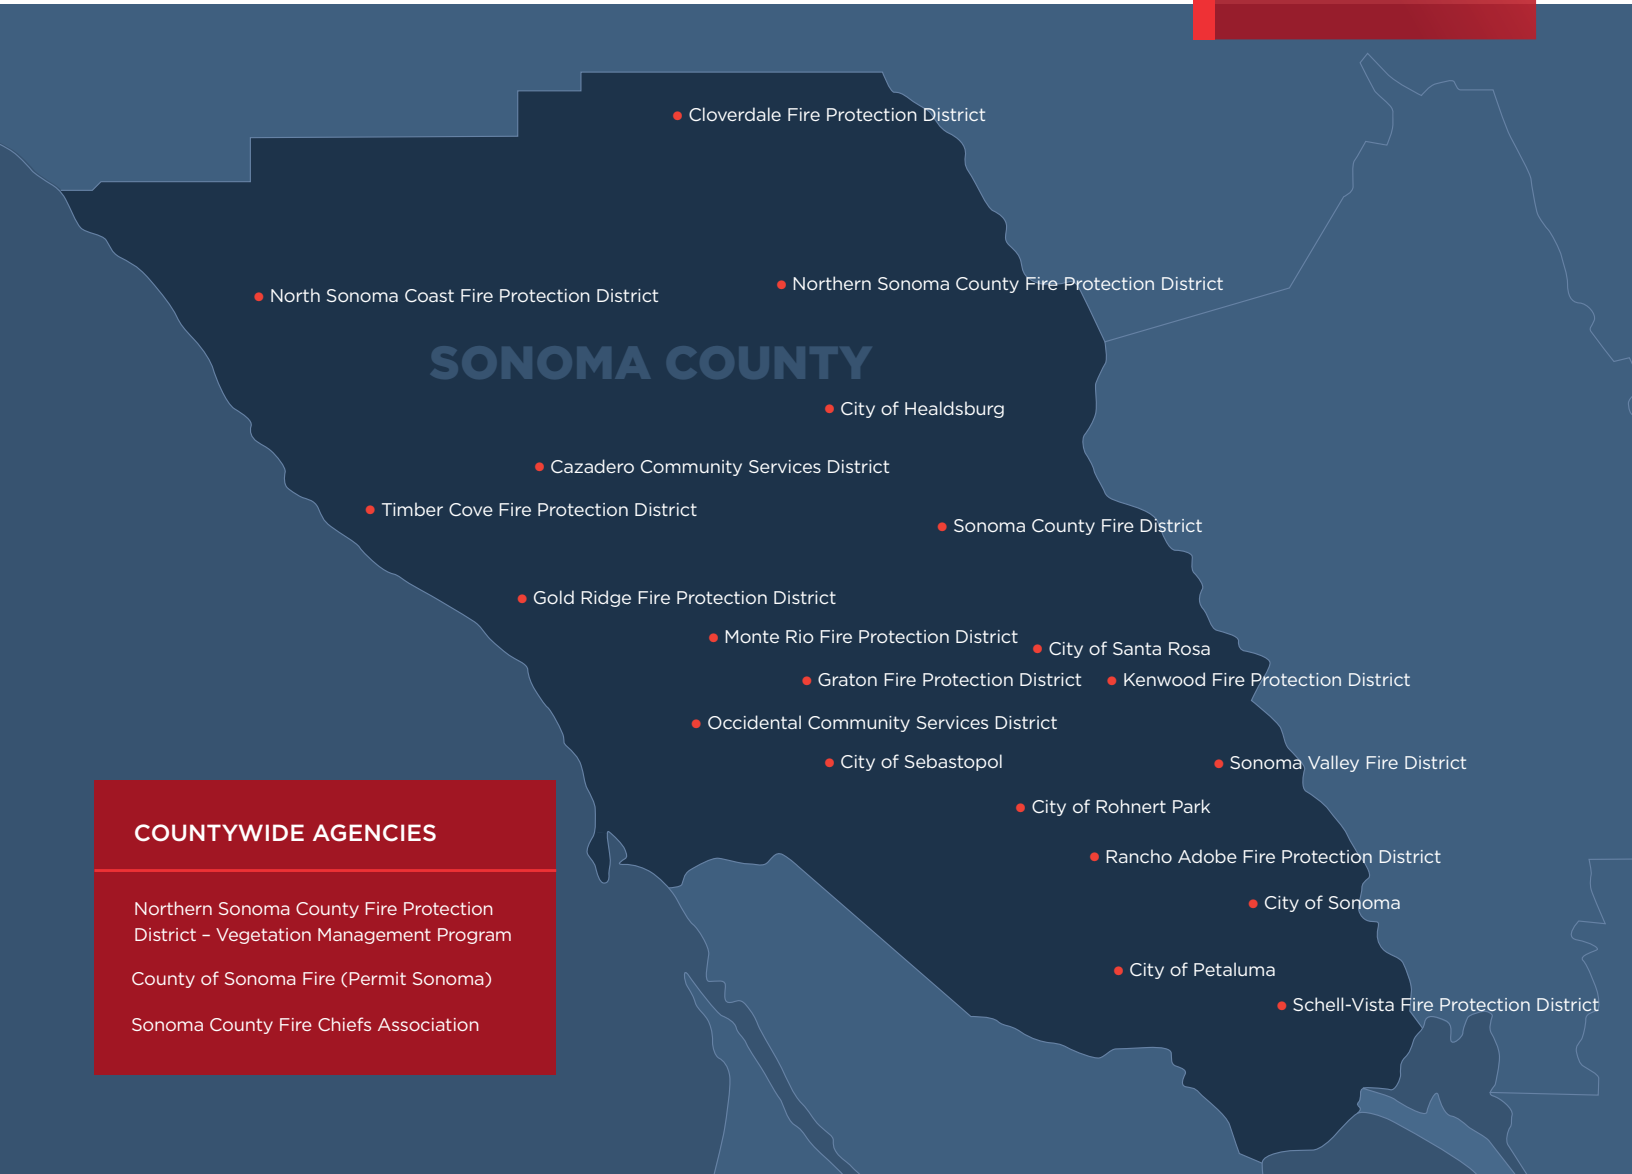 Cloverdale Fire Protection District
Northern Sonoma County Fire Protection District
North Sonoma Coast Fire Protection District
SONOMA COUNTY
City of Healdsburg
Cazadero Community Services District
Timber Cove Fire Protection District
Sonoma County Fire District
Gold Ridge Fire Protection District
Monte Rio Fire Protection District
City of Santa Rosa
Graton Fire Protection District
Kenwood Fire Protection District
Occidental Community Services District
City of Sebastopol
Sonoma Valley Fire District
City of Rohnert Park
Rancho Adobe Fire Protection District
City of Sonoma
City of Petaluma
Schell-Vista Fire Protection District
COUNTYWIDE AGENCIES
Northern Sonoma County Fire Protection
District – Vegetation Management Program
County of Sonoma Fire (Permit Sonoma)
Sonoma County Fire Chiefs Association